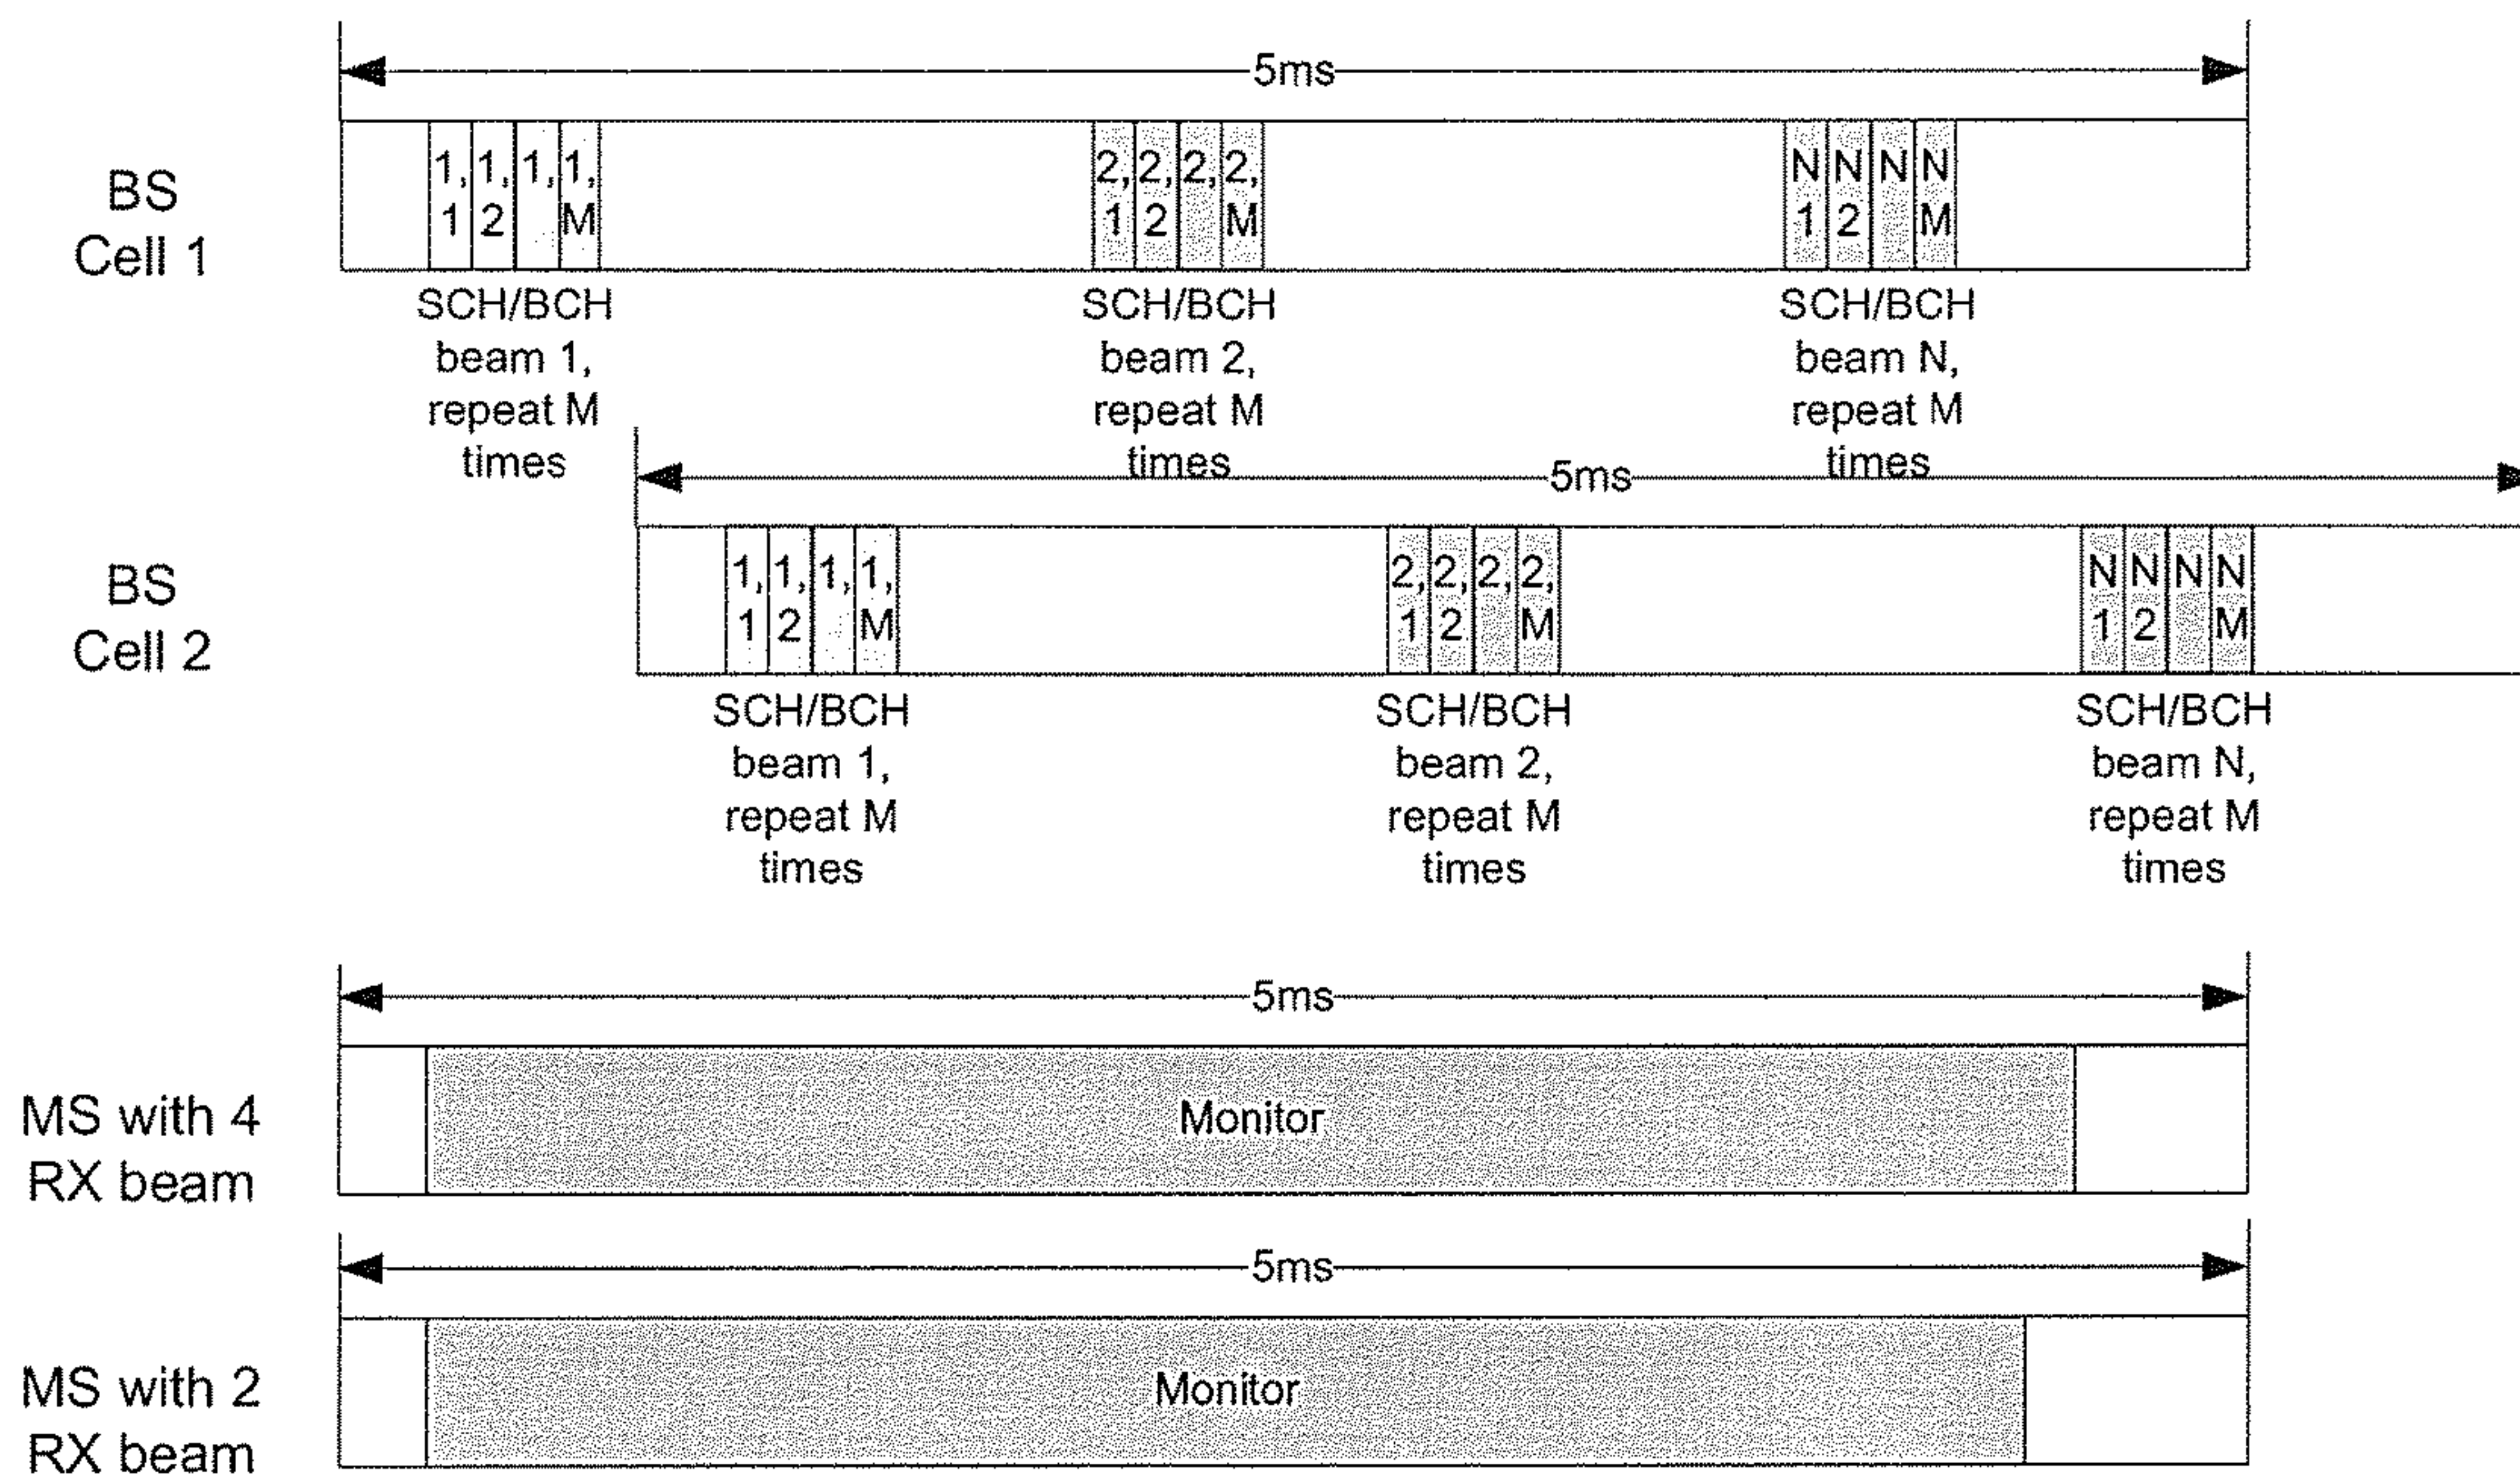 5ms
BS
Cell 1
1, 1, 1, 1,
1 2 M
2, 2, 2, 2,
1 2 M
N N N N
1 2 M
SCH/BCH
beam 1,
repeat M
times
SCH/BCH
beam 2,
repeat M
times
SCH/BCH
beam N,
repeat M
times
5ms
BS
Cell 2
1, 1, 1, 1,
1 2 M
2, 2, 2, 2,
1 2 M
N N N N
1 2 M
SCH/BCH
beam 1,
repeat M
times
SCH/BCH
beam 2,
repeat M
times
SCH/BCH
beam N,
repeat M
times
5ms
MS with 4
RX beam
Monitor
5ms
MS with 2
RX beam
Monitor